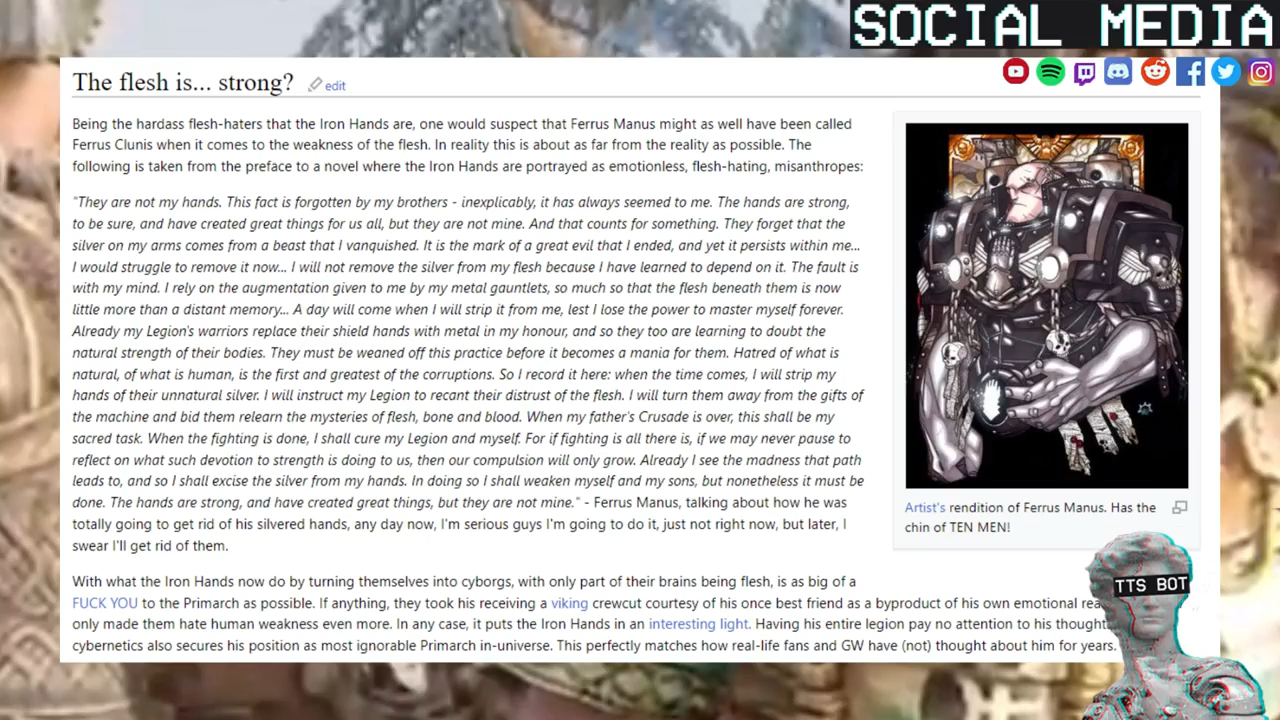 SOCIAL MEDIA
The flesh is... strong?
edit
Being the hardass flesh-haters that the Iron Hands are, one would suspect that Ferrus Manus might as well have been called
Ferrus Clunis when it comes to the weakness of the flesh. In reality this is about as far from the reality as possible. The
following is taken from the preface to a novel where the Iron Hands are portrayed as emotionless, flesh-hating, misanthropes:
"They are not my hands. This fact is forgotten by my brothers - inexplicably, it has always seemed to me. The hands are strong,
to be sure, and have created great things for us all, but they are not mine. And that counts for something. They forget that the
silver on my arms comes from a beast that I vanquished. It is the mark of a great evil that I ended, and yet it persists within me...
I would struggle to remove it now... I will not remove the silver from my flesh because I have learned to depend on it. The fault is
with my mind. I rely on the augmentation given to me by my metal gauntlets, so much so that the flesh beneath them is now
little more than a distant memory... A day will come when I will strip it from me, lest I lose the power to master myself forever.
Already my Legion's warriors replace their shield hands with metal in my honour, and so they too are learning to doubt the
natural strength of their bodies. They must be weaned off this practice before it becomes a mania for them. Hatred of what is
natural, of what is human, is the first and greatest of the corruptions. So I record it here: when the time comes, I will strip my
hands of their unnatural silver. I will instruct my Legion to recant their distrust of the flesh. I will turn them away from the gifts of
the machine and bid them relearn the mysteries of flesh, bone and blood. When my father's Crusade is over, this shall be my
sacred task. When the fighting is done, I shall cure my Legion and myself. For if fighting is all there is, if we may never pause to
reflect on what such devotion to strength is doing to us, then our compulsion will only grow. Already I see the madness that path
leads to, and so I shall excise the silver from my hands. In doing so I shall weaken myself and my sons, but nonetheless it must be
done. The hands are strong, and have created great things, but they are not mine." - Ferrus Manus, talking about how he was
totally going to get rid of his silvered hands, any day now, I'm serious guys I'm going to do it, just not right now, but later, I
swear I'll get rid of them.
Artist's rendition of Ferrus Manus. Has the
chin of TEN MEN!
With what the Iron Hands now do by turning themselves into cyborgs, with only part of their brains being flesh, is as big of a
FUCK YOU to the Primarch as possible. If anything, they took his receiving a viking crewcut courtesy of his once best friend as a byproduct of his own emotional
only made them hate human weakness even more. In any case, it puts the Iron Hands in an interesting light. Having his entire legion pay no attention to his
cybernetics also secures his position as most ignorable Primarch in-universe. This perfectly matches how real-life fans and GW have (not) thought about him for years.
TTS BOT